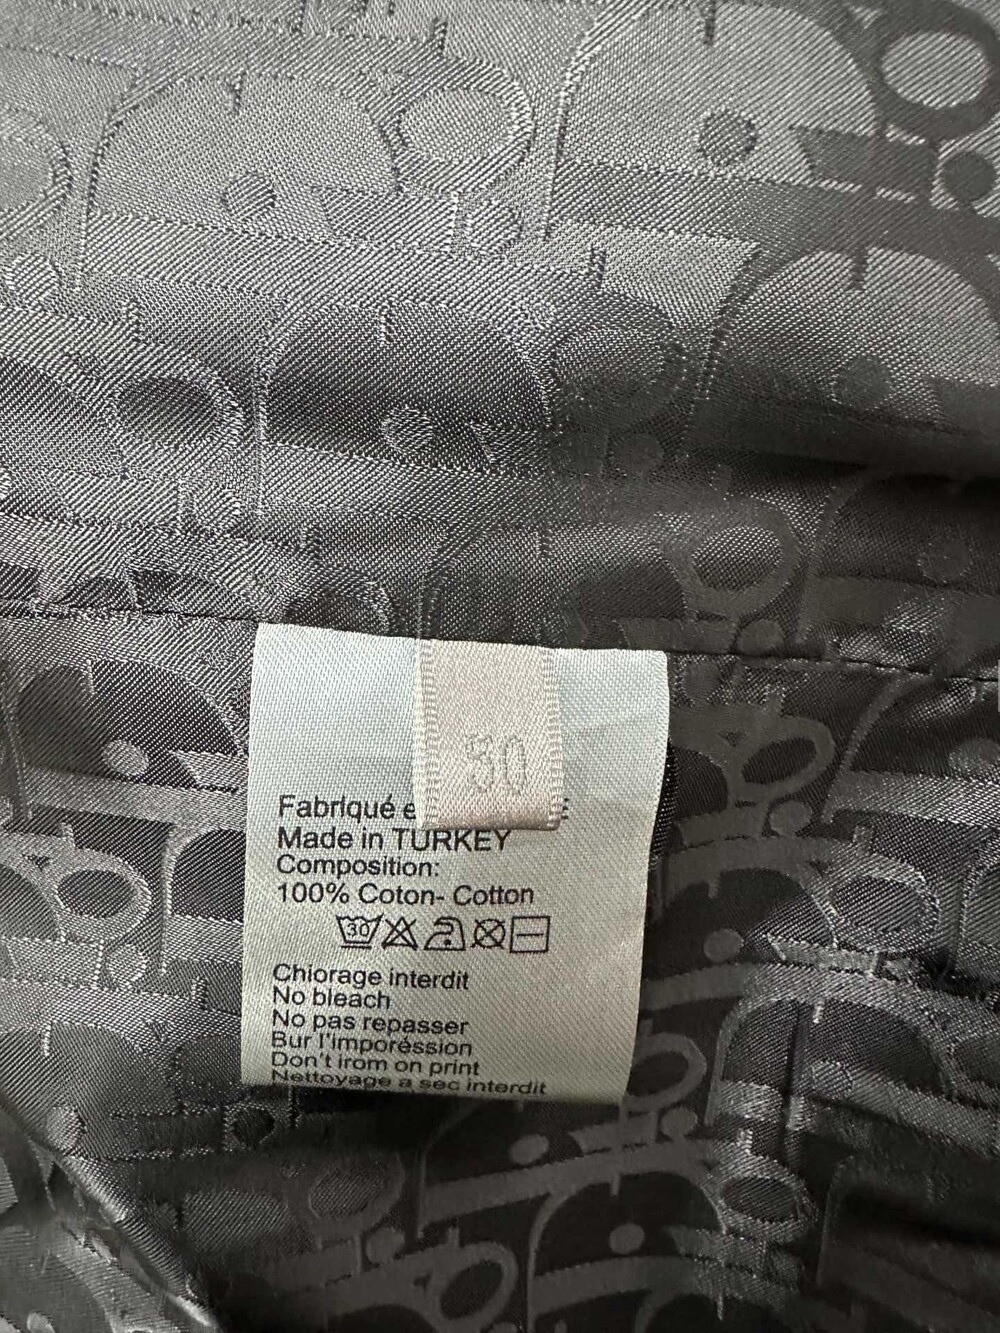 50
Fabriqué e
Made in TURKEY
Composition:
100% Coton- Cotton
30
Chiorage interdit
No bleach
No pas repasser
Bur l'imporéssion
Don't irom on print
Nettoyage a sec interdit